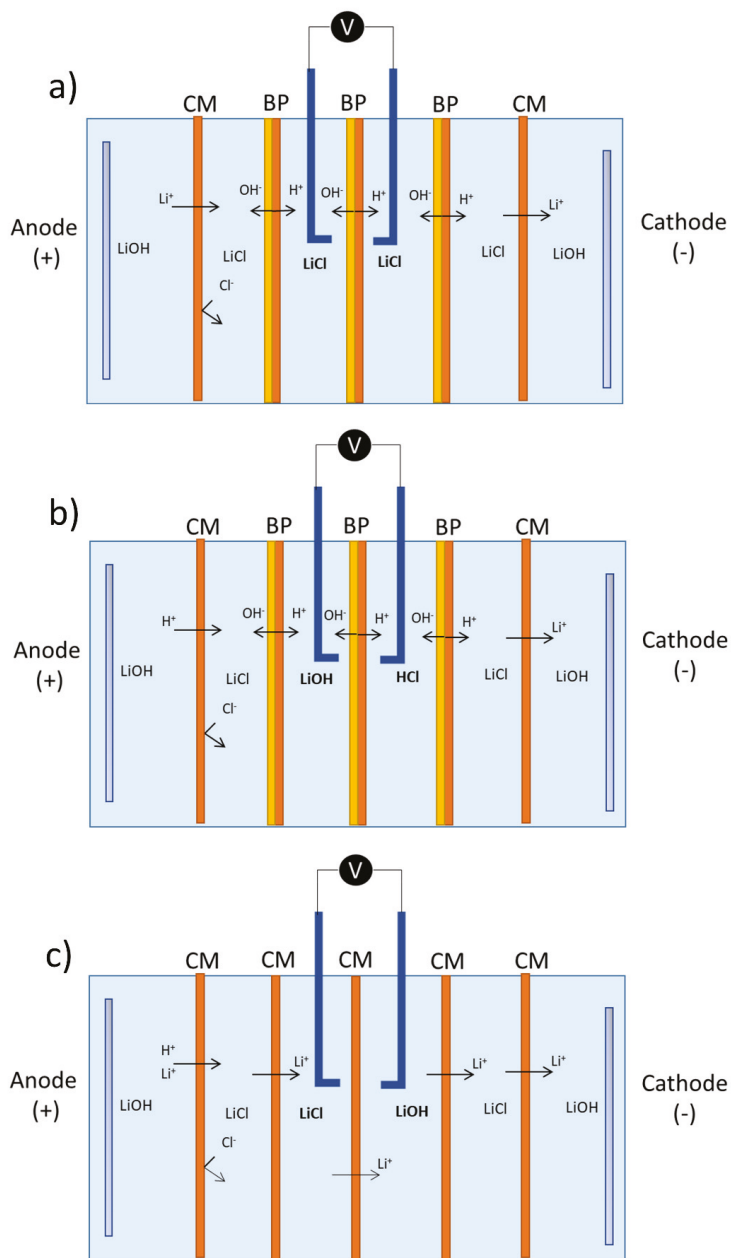 V
a)
CM BP BP BP CM
Li⁺ OH⁻ H⁺ OH⁻ H⁺ OH⁻ H⁺ Li⁺
Anode
(+)
Cathode
(-)
LiOH LiCl LiCl LiCl LiCl LiOH
Cl⁻
V
b)
CM BP BP BP CM
H⁺ OH⁻ H⁺ OH⁻ H⁺ OH⁻ H⁺ Li⁺
Anode
(+)
Cathode
(-)
LiOH LiCl LiOH HCl LiCl LiOH
Cl⁻
V
c)
CM CM CM CM CM
H⁺
Li⁺ Li⁺ Li⁺ Li⁺
Anode
(+)
Cathode
(-)
LiOH LiCl LiCl LiOH LiCl LiOH
Cl⁻
Li⁺